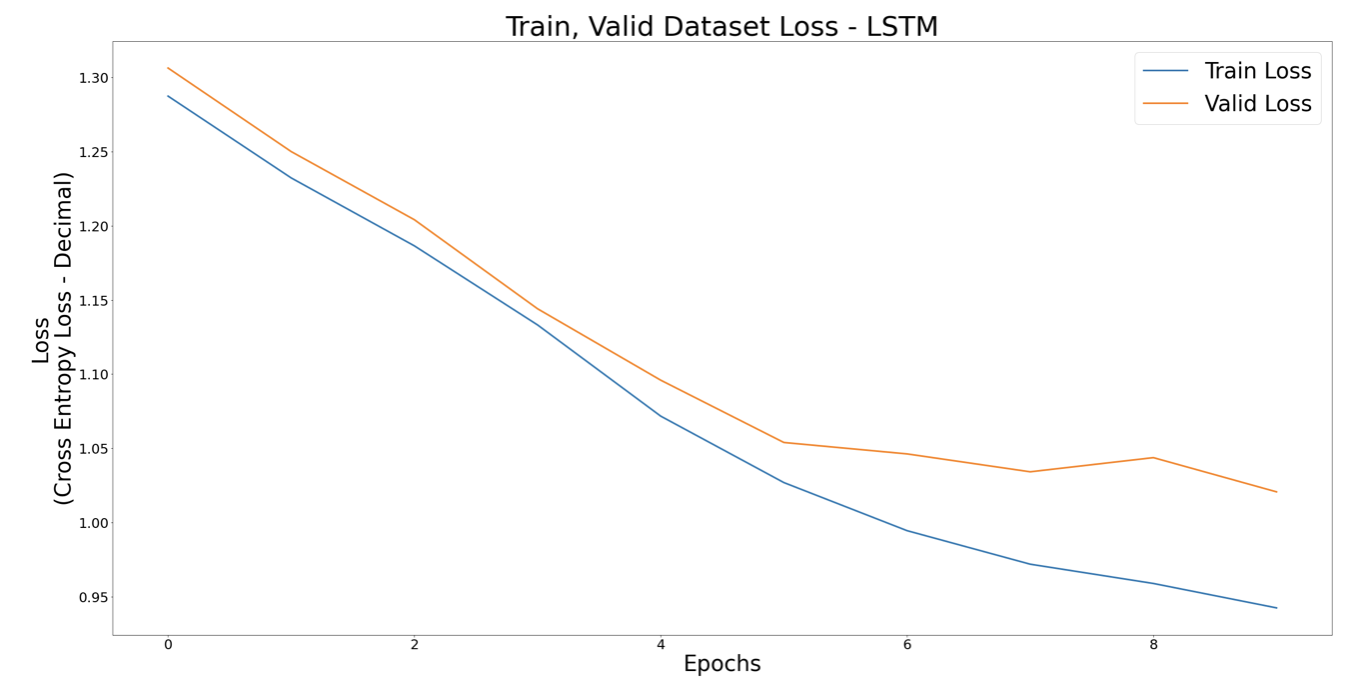 Train, Valid Dataset Loss - LSTM
Train Loss
Valid Loss
Loss
(Cross Entropy Loss - Decimal)
1.30
1.25
1.20
1.15
1.10
1.05
1.00
0.95
0
2
4
6
8
Epochs